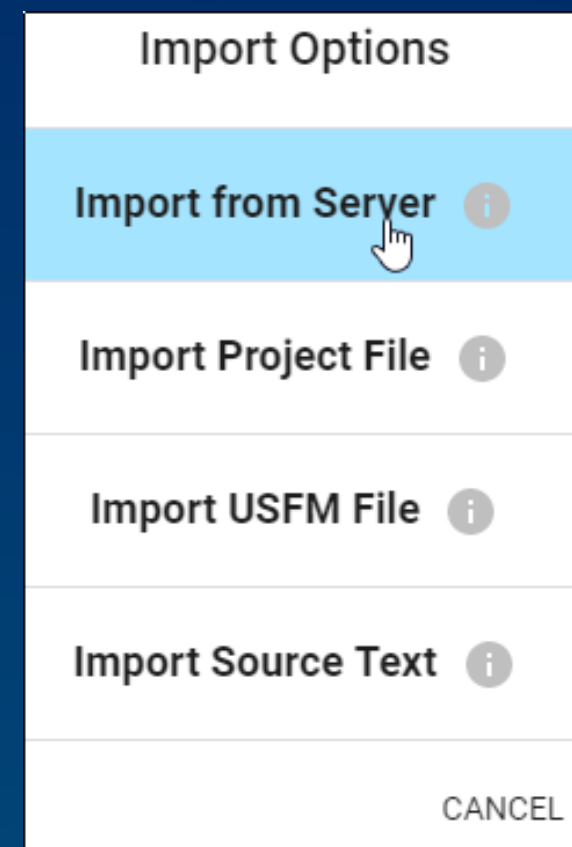 Import Options
Import from Server
Import Project File
Import USFM File
Import Source Text
CANCEL